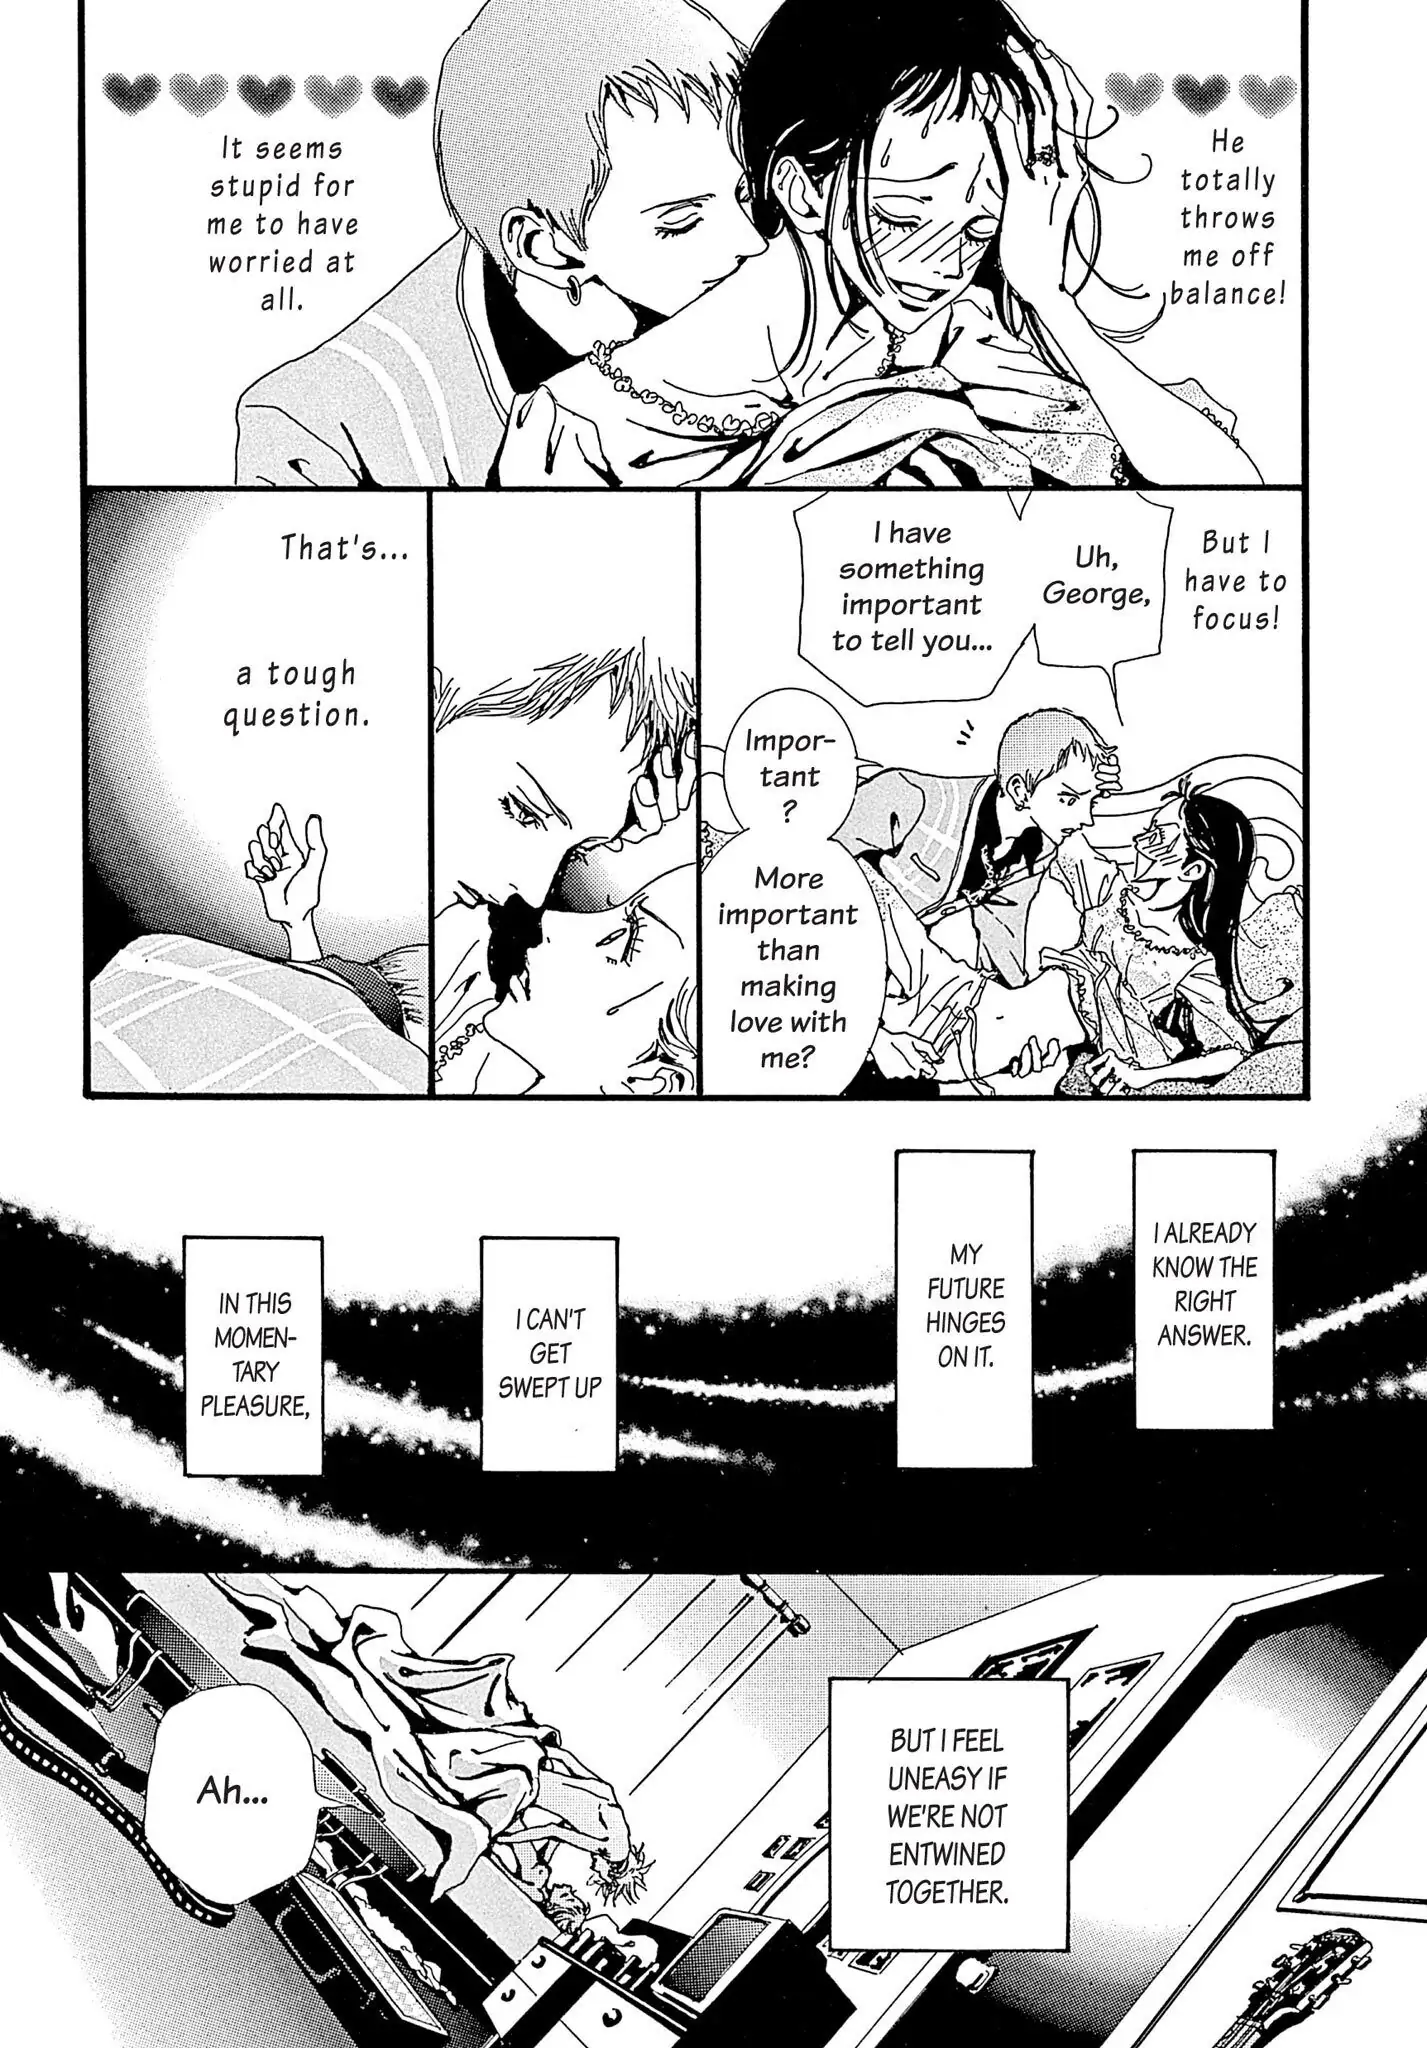 He
totally
throws
me off
balance!
It seems
stupid for
me to have
worried at
all.
But I
have to
focus!
Uh,
George,
I have
something
important
to tell you...
Impor-
tant
?
More
important
than
making
love with
me?
That's...
a tough
question.
I ALREADY
KNOW THE
RIGHT
ANSWER.
MY
FUTURE
HINGES
ON IT.
I CAN'T
GET
SWEPT UP
IN THIS
MOMEN-
TARY
PLEASURE,
BUT I FEEL
UNEASY IF
WE'RE NOT
ENTWINED
TOGETHER.
Ah...